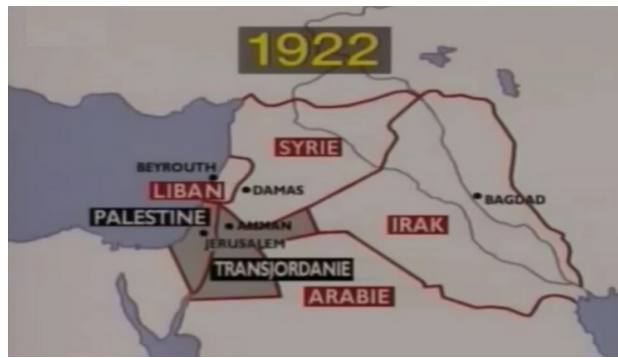 1922
SYRIE
BEYROUTH
LIBAN
DAMAS
PALESTINE
AMMAN
JERUSALEM
IRAK
BAGDAD
TRANSJORDANIE
ARABIE